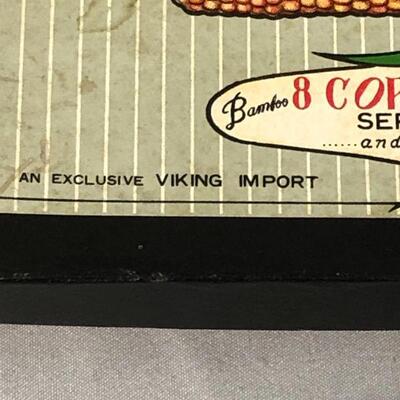 Bamboo 8 COR
SER
......and
AN EXCLUSIVE VIKING IMPORT